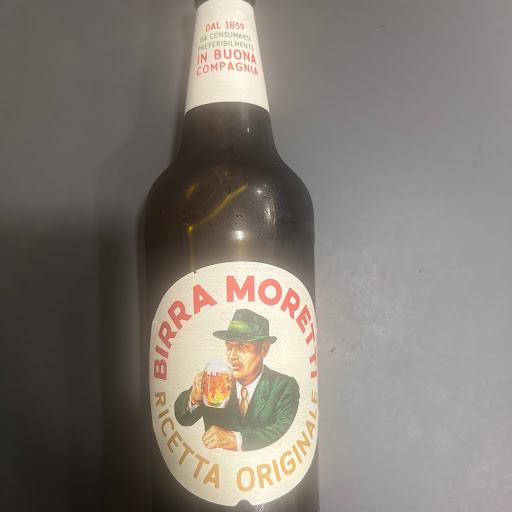 DAL 1859
DA CONSUMARSI
PREFERIBILMENTE
IN BUONA
COMPAGNIA
BIRRA MORETTI
RICETTA ORIGINALE